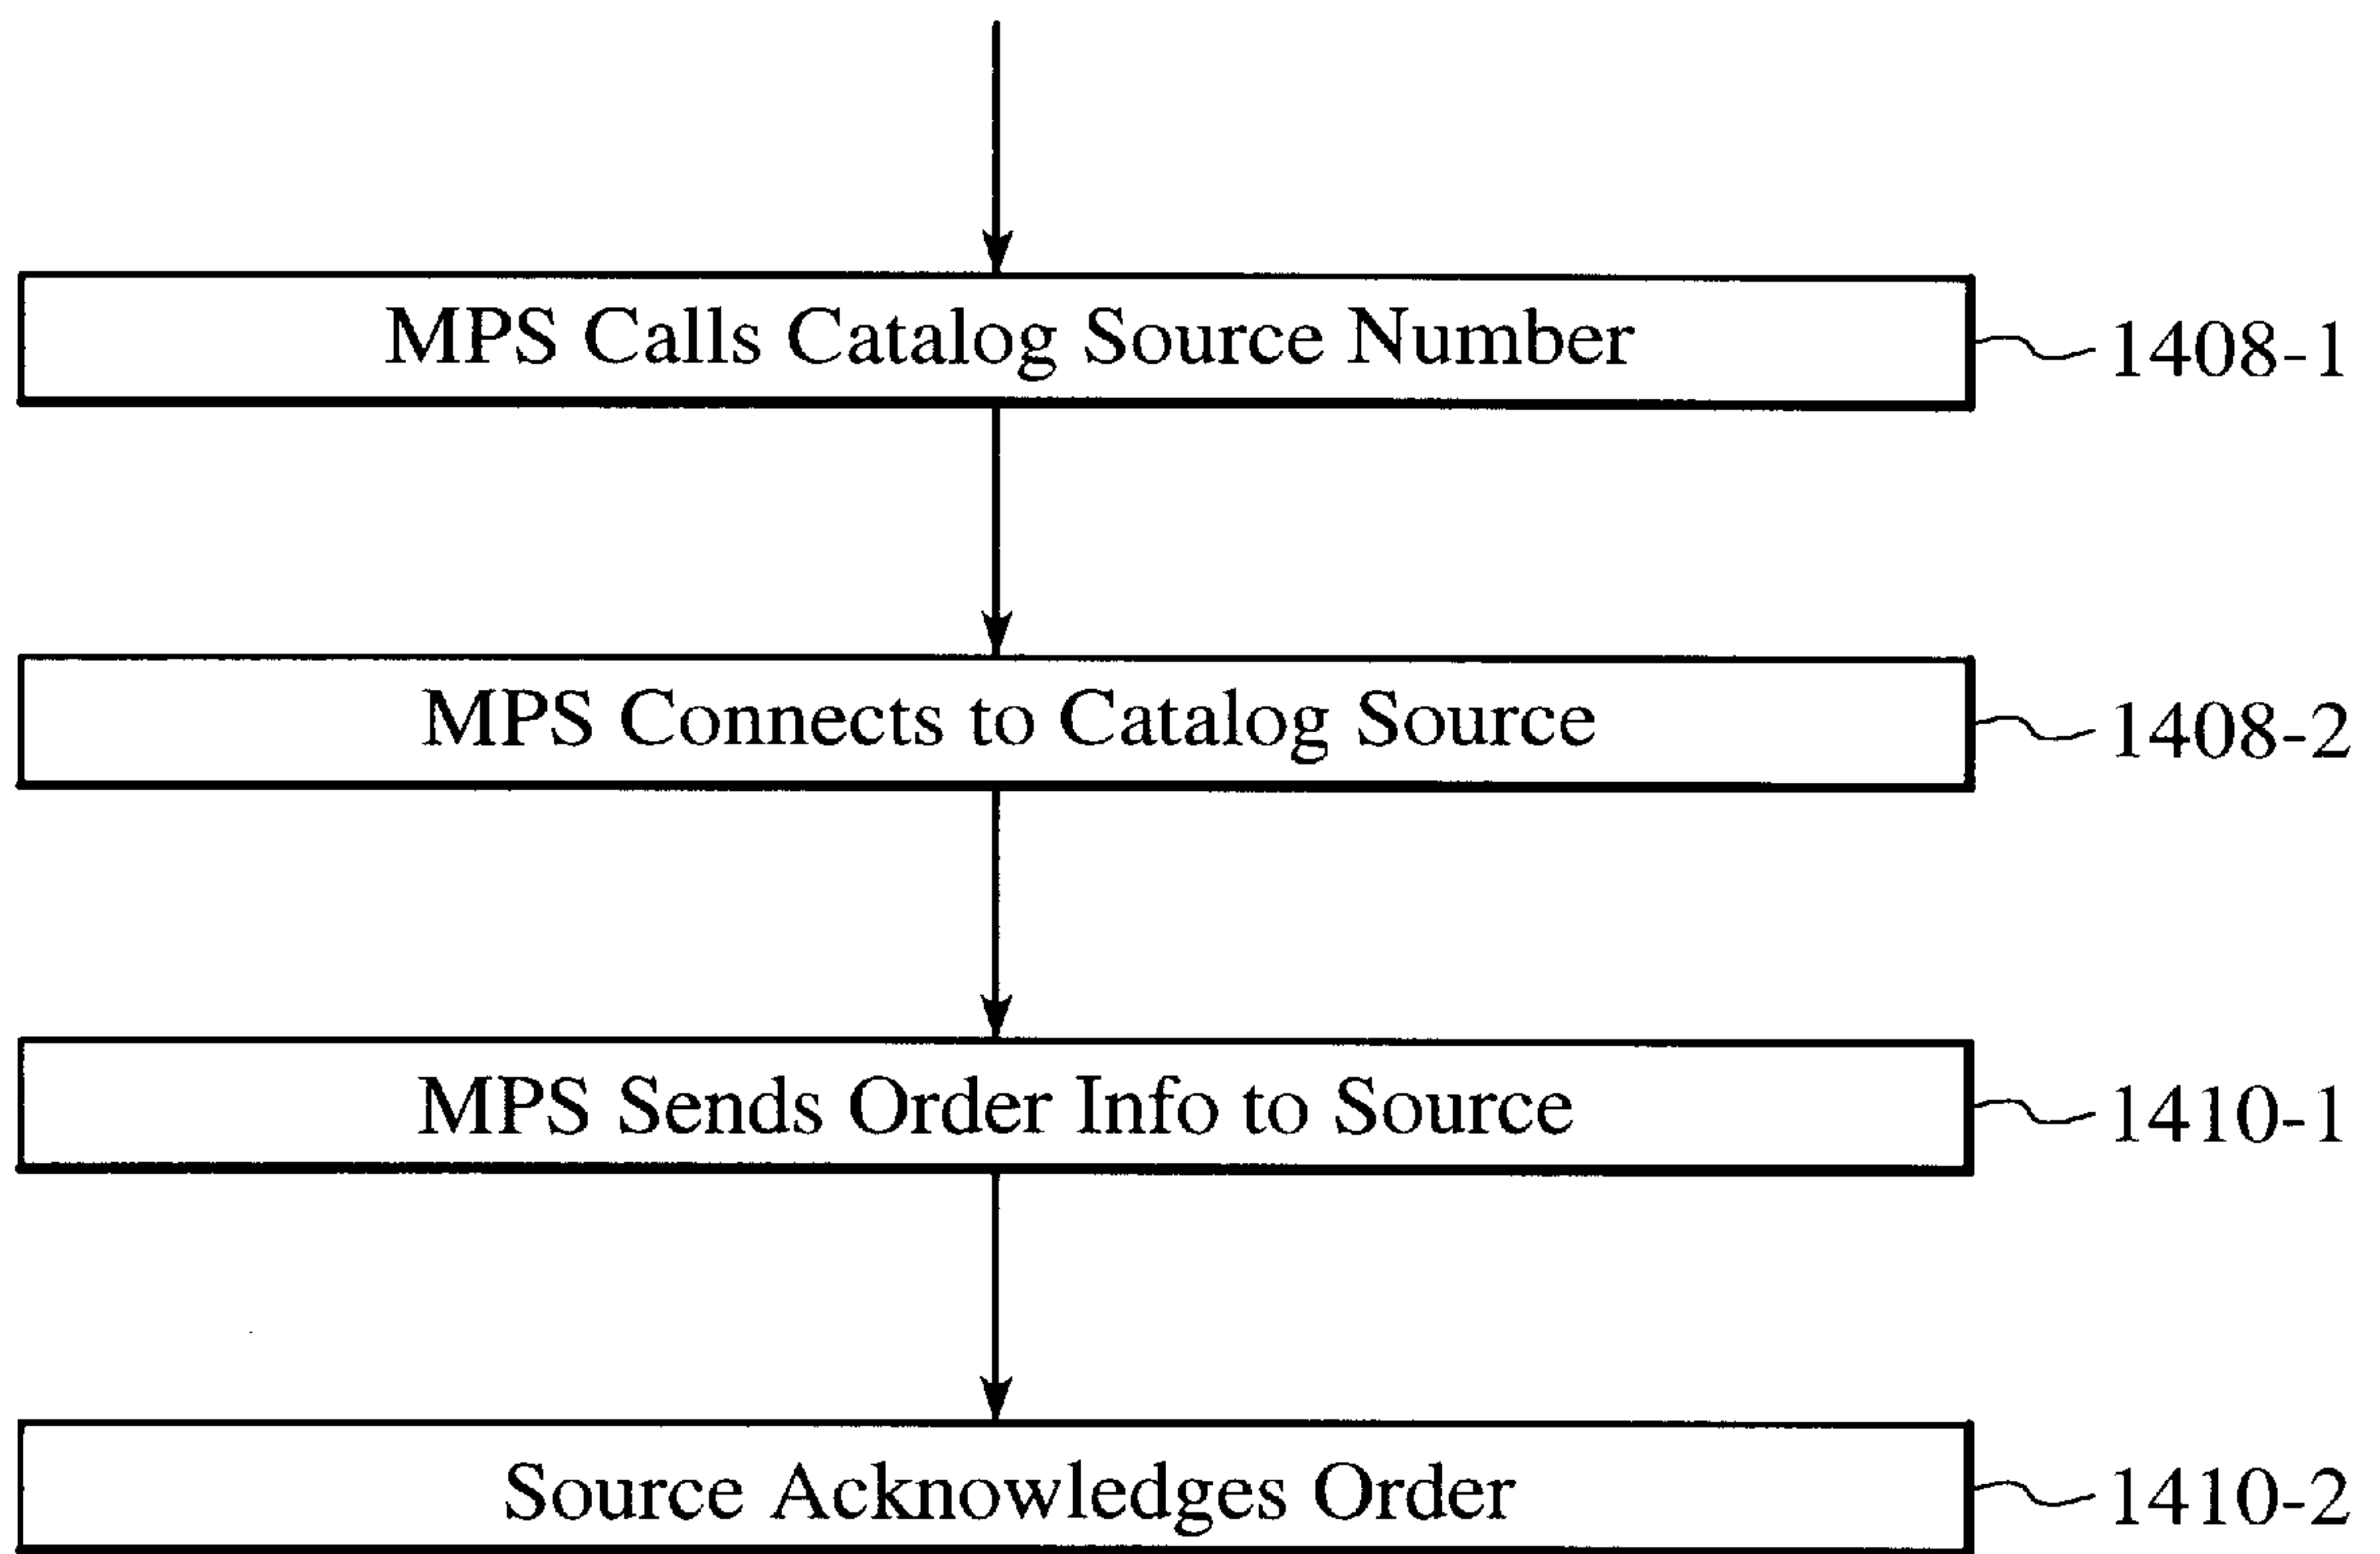 MPS Calls Catalog Source Number
1408-1
MPS Connects to Catalog Source
1408-2
MPS Sends Order Info to Source
1410-1
Source Acknowledges Order
1410-2